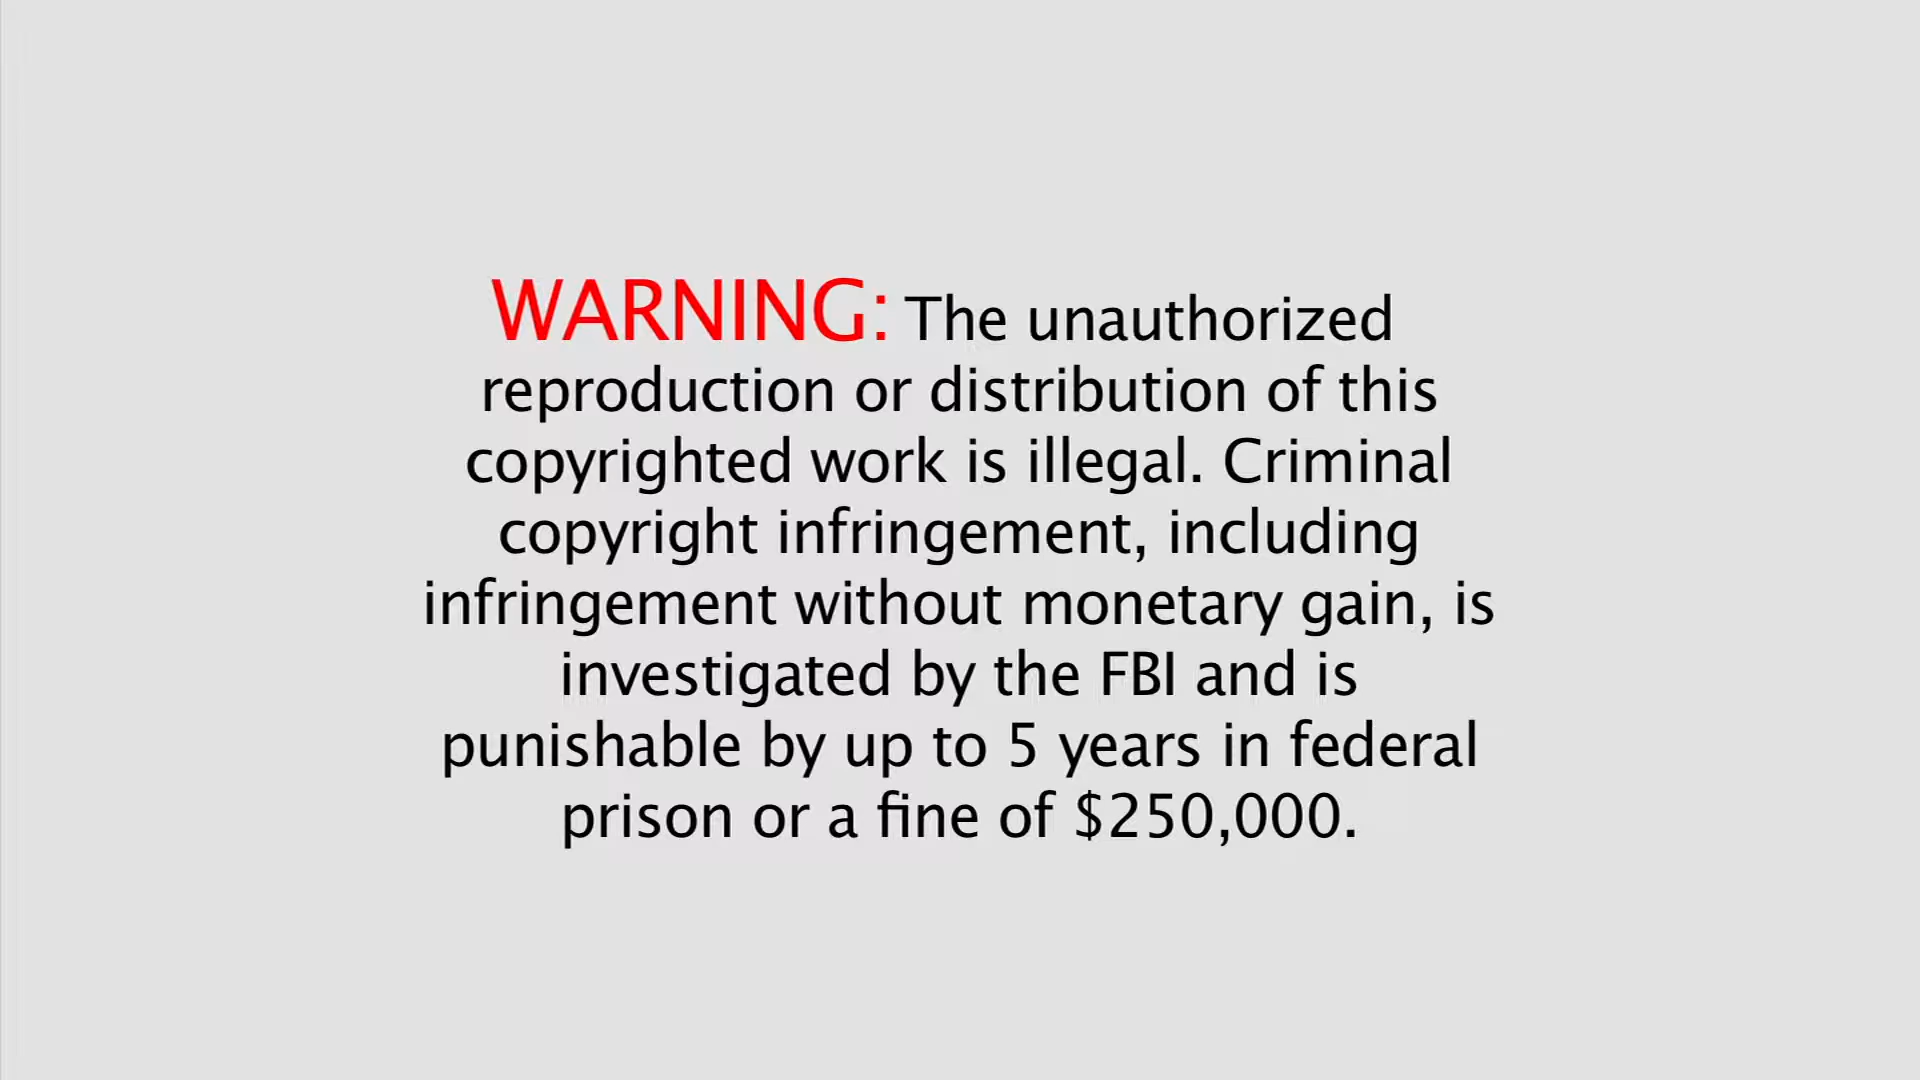 WARNING: The unauthorized
reproduction or distribution of this
copyrighted work is illegal. Criminal
copyright infringement, including
infringement without monetary gain, is
investigated by the FBI and is
punishable by up to 5 years in federal
prison or a fine of $250,000.